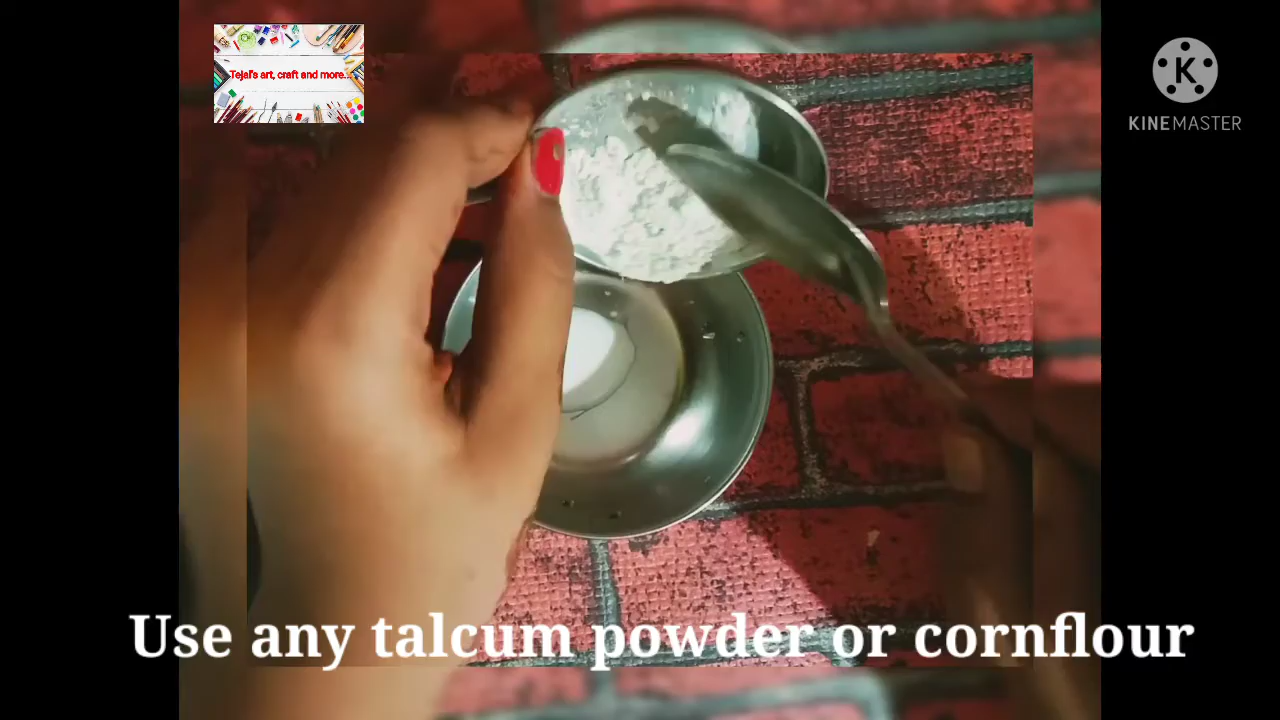 Tejal's art, craft and more...
KINEMASTER
Use any talcum powder or cornflour